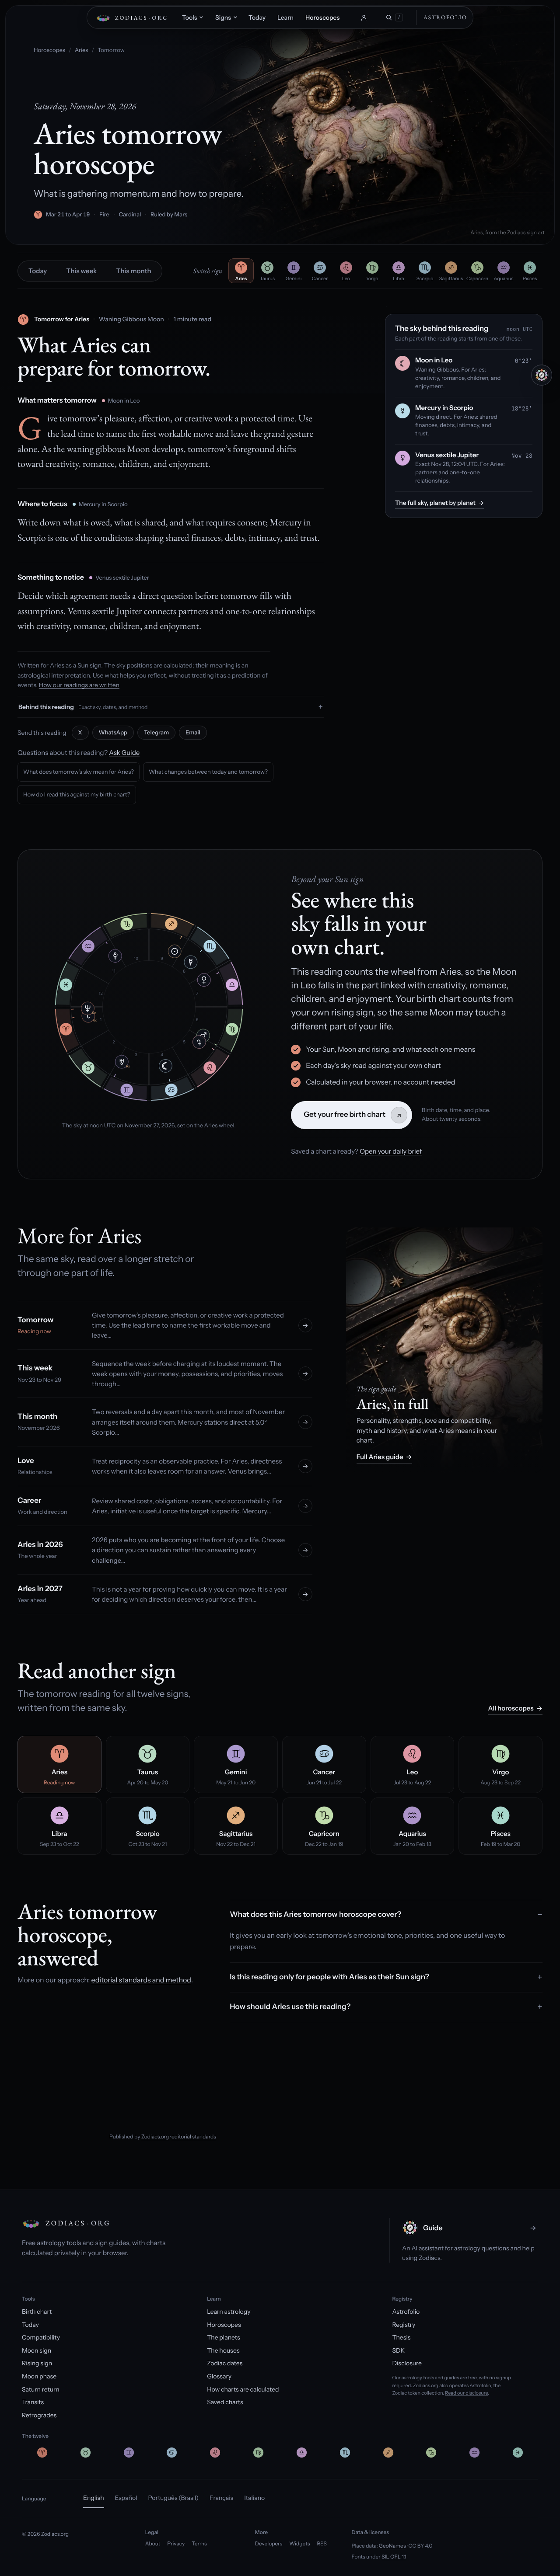 ZODIACS·ORG
Tools
Signs
Today
Learn
Horoscopes
/
ASTROFOLIO
Horoscopes / Aries / Tomorrow
Saturday, November 28, 2026
Aries tomorrow
horoscope
What is gathering momentum and how to prepare.
Mar 21 to Apr 19 · Fire · Cardinal · Ruled by Mars
Aries, from the Zodiacs sign art
Today
This week
This month
Switch sign
Aries
Taurus
Gemini
Cancer
Leo
Virgo
Libra
Scorpio
Sagittarius
Capricorn
Aquarius
Pisces
Tomorrow for Aries · Waning Gibbous Moon · 1 minute read
What Aries can
prepare for tomorrow.
What matters tomorrow Moon in Leo
Give tomorrow's pleasure, affection, or creative work a protected time. Use
the lead time to name the first workable move and leave the grand gesture
alone. As the waning gibbous Moon develops, tomorrow's foreground shifts
toward creativity, romance, children, and enjoyment.
Where to focus Mercury in Scorpio
Write down what is owed, what is shared, and what requires consent; Mercury in
Scorpio is one of the conditions shaping shared finances, debts, intimacy, and trust.
Something to notice Venus sextile Jupiter
Decide which agreement needs a direct question before tomorrow fills with
assumptions. Venus sextile Jupiter connects partners and one-to-one relationships
with creativity, romance, children, and enjoyment.
Written for Aries as a Sun sign. The sky positions are calculated; their meaning is an
astrological interpretation. Use what helps you reflect, without treating it as a prediction of
events. How our readings are written
Behind this reading Exact sky, dates, and method +
Send this reading X WhatsApp Telegram Email
Questions about this reading? Ask Guide
What does tomorrow's sky mean for Aries?
What changes between today and tomorrow?
How do I read this against my birth chart?
The sky behind this reading noon UTC
Each part of the reading starts from one of these.
Moon in Leo 0°23'
Waning Gibbous. For Aries:
creativity, romance, children, and
enjoyment.
Mercury in Scorpio 18°28'
Moving direct. For Aries: shared
finances, debts, intimacy, and
trust.
Venus sextile Jupiter Nov 28
Exact Nov 28, 12:04 UTC. For Aries:
partners and one-to-one
relationships.
The full sky, planet by planet →
The sky at noon UTC on November 27, 2026, set on the Aries wheel.
Beyond your Sun sign
See where this
sky falls in your
own chart.
This reading counts the wheel from Aries, so the Moon
in Leo falls in the part linked with creativity, romance,
children, and enjoyment. Your birth chart counts from
your own rising sign, so the same Moon may touch a
different part of your life.
Your Sun, Moon and rising, and what each one means
Each day's sky read against your own chart
Calculated in your browser, no account needed
Get your free birth chart
Birth date, time, and place.
About twenty seconds.
Saved a chart already? Open your daily brief
More for Aries
The same sky, read over a longer stretch or
through one part of life.
Tomorrow
Reading now
Give tomorrow's pleasure, affection, or creative work a protected
time. Use the lead time to name the first workable move and
leave...
This week
Nov 23 to Nov 29
Sequence the week before charging at its loudest moment. The
week opens with your money, possessions, and priorities, moves
through...
This month
November 2026
Two reversals end a day apart this month, and most of November
arranges itself around them. Mercury stations direct at 5.0°
Scorpio...
Love
Relationships
Treat reciprocity as an observable practice. For Aries, directness
works when it also leaves room for an answer. Venus brings...
Career
Work and direction
Review shared costs, obligations, access, and accountability. For
Aries, initiative is useful once the target is specific. Mercury...
Aries in 2026
The whole year
2026 puts who you are becoming at the front of your life. Choose
a direction you can sustain rather than answering every
challenge...
Aries in 2027
Year ahead
This is not a year for proving how quickly you can move. It is a year
for deciding which direction deserves your force, then...
The sign guide
Aries, in full
Personality, strengths, love and compatibility,
myth and history, and what Aries means in your
chart.
Full Aries guide →
Read another sign
The tomorrow reading for all twelve signs,
written from the same sky.
All horoscopes →
Aries
Reading now
Taurus
Apr 20 to May 20
Gemini
May 21 to Jun 20
Cancer
Jun 21 to Jul 22
Leo
Jul 23 to Aug 22
Virgo
Aug 23 to Sep 22
Libra
Sep 23 to Oct 22
Scorpio
Oct 23 to Nov 21
Sagittarius
Nov 22 to Dec 21
Capricorn
Dec 22 to Jan 19
Aquarius
Jan 20 to Feb 18
Pisces
Feb 19 to Mar 20
Aries tomorrow
horoscope,
answered
More on our approach: editorial standards and method.
What does this Aries tomorrow horoscope cover? −
It gives you an early look at tomorrow's emotional tone, priorities, and one useful way to
prepare.
Is this reading only for people with Aries as their Sun sign? +
How should Aries use this reading? +
Published by Zodiacs.org · editorial standards
ZODIACS·ORG
Free astrology tools and sign guides, with charts
calculated privately in your browser.
Guide →
An AI assistant for astrology questions and help
using Zodiacs.
Tools
Birth chart
Today
Compatibility
Moon sign
Rising sign
Moon phase
Saturn return
Transits
Retrogrades
Learn
Learn astrology
Horoscopes
The planets
The houses
Zodiac dates
Glossary
How charts are calculated
Saved charts
Registry
Astrofolio
Registry
Thesis
SDK
Disclosure
Our astrology tools and guides are free, with no signup
required. Zodiacs.org also operates Astrofolio, the
Zodiac token collection. Read our disclosure.
The twelve
Language
English
Español
Português (Brasil)
Français
Italiano
© 2026 Zodiacs.org
Legal
About Privacy Terms
More
Developers Widgets RSS
Data & licenses
Place data: GeoNames · CC BY 4.0
Fonts under SIL OFL 1.1